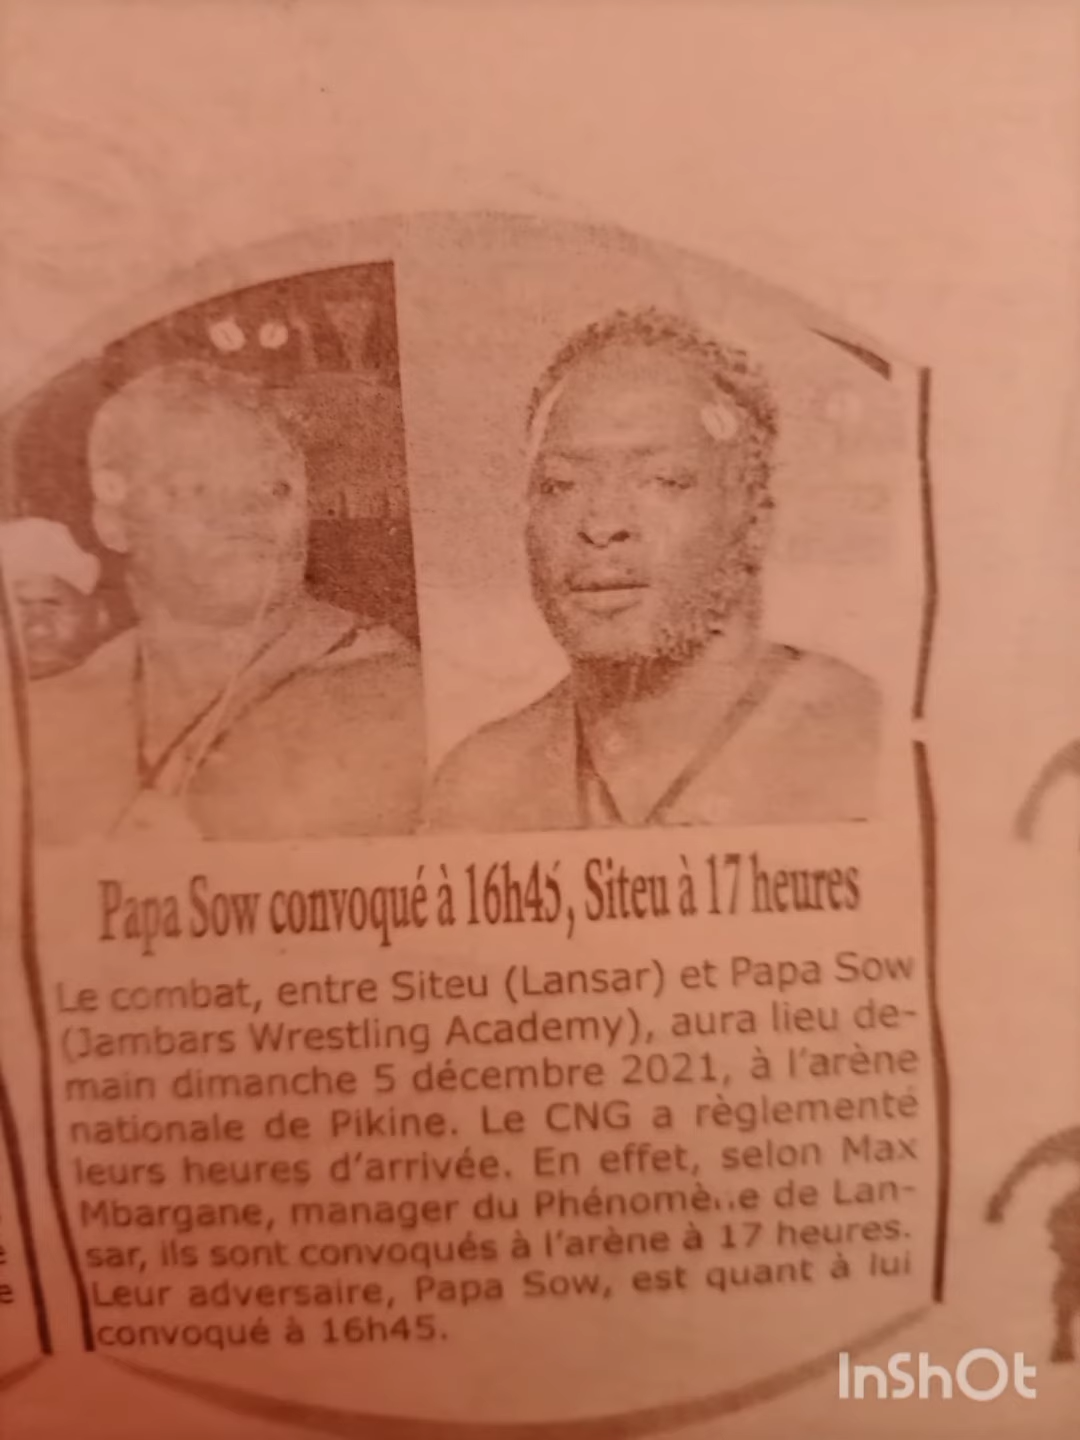 Papa Sow convoqué à 16h45, Siteu à 17 heures
Le combat, entre Siteu (Lansar) et Papa Sow
(Jambars Wrestling Academy), aura lieu de-
main dimanche 5 décembre 2021, à l'arène
nationale de Pikine. Le CNG a règlementé
leurs heures d'arrivée. En effet, selon Max
Mbargane, manager du Phénomène de Lan-
sar, ils sont convoqués à l'arène à 17 heures.
Leur adversaire, Papa Sow, est quant à lui
convoqué à 16h45.
InShOt